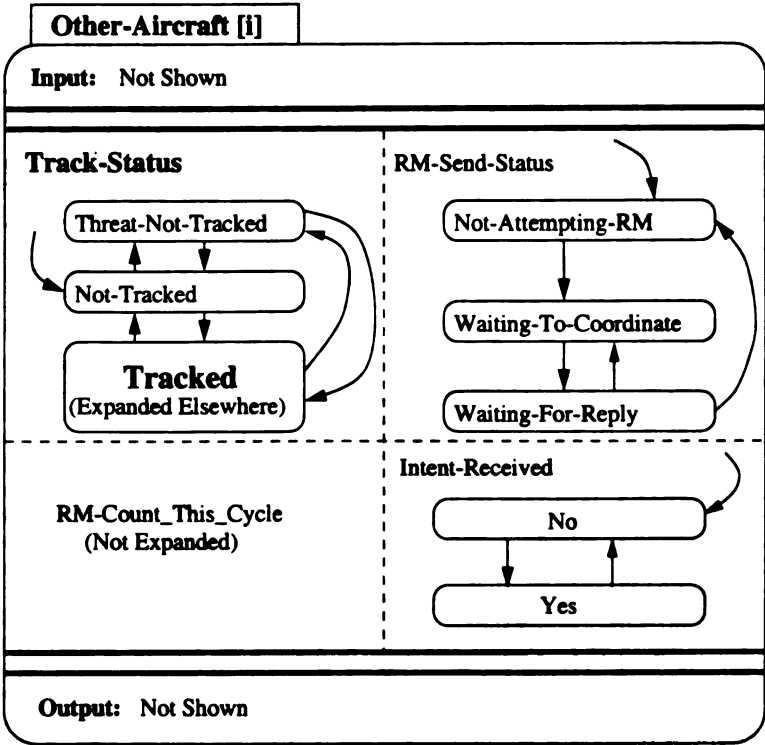 Other-Aircraft [i]
Input: Not Shown
Track-Status
Threat-Not-Tracked
Not-Tracked
Tracked
(Expanded Elsewhere)
RM-Send-Status
Not-Attempting-RM
Waiting-To-Coordinate
Waiting-For-Reply
RM-Count_This_Cycle
(Not Expanded)
Intent-Received
No
Yes
Output: Not Shown